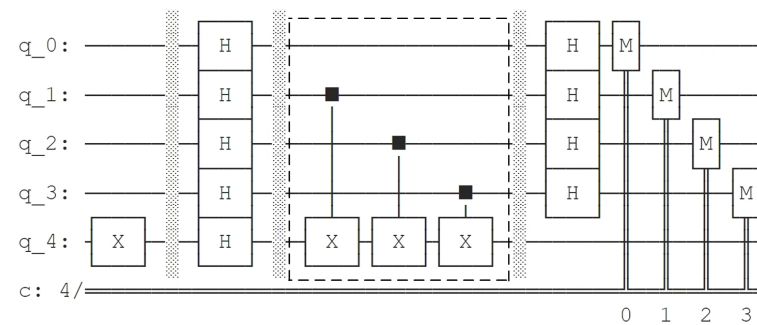 q_0: H H M
q_1: H H M
q_2: H H M
q_3: H H M
q_4: X H X X X
c: 4/
0 1 2 3